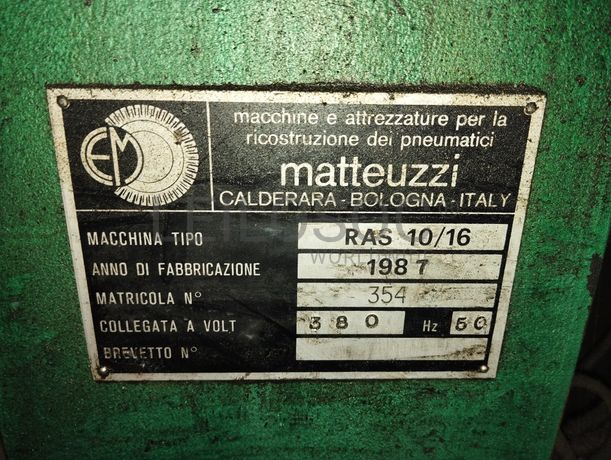 EM
macchine e attrezzature per la
ricostruzione dei pneumatici
matteuzzi
CALDERARA - BOLOGNA - ITALY
MACCHINA TIPO RAS 10/16
ANNO DI FABBRICAZIONE 1987
MATRICOLA N° 354
COLLEGATA A VOLT 380 Hz 50
BREVETTO N°